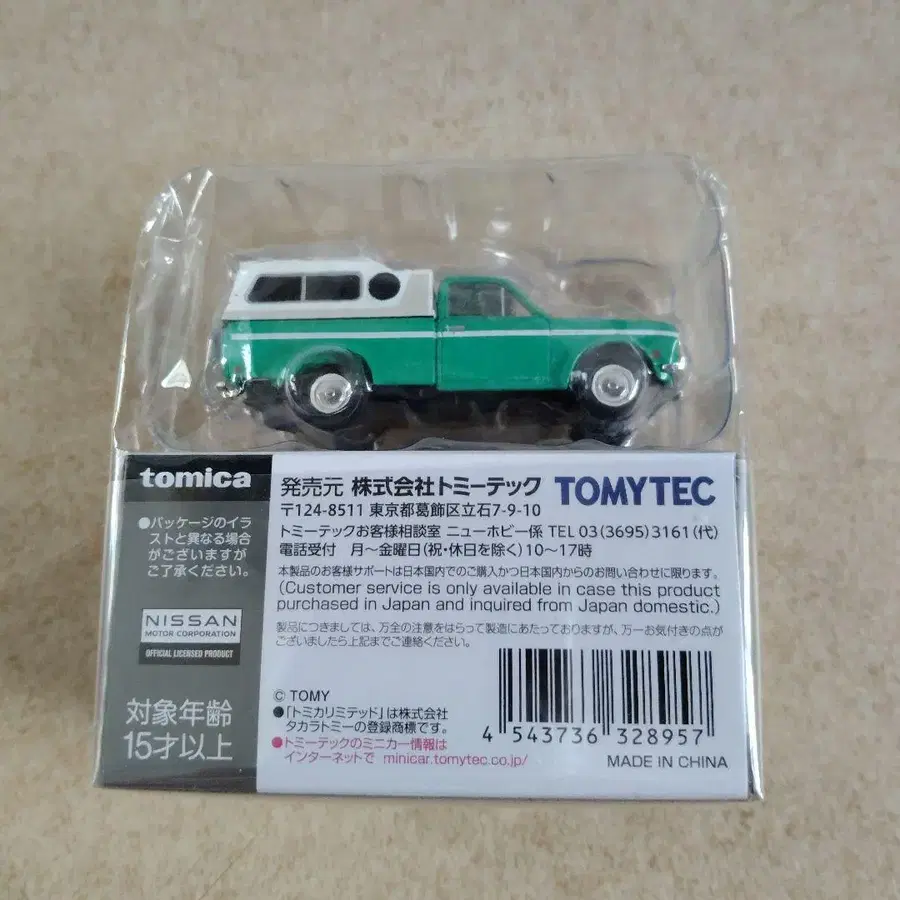 tomica
●パッケージのイラ
ストと異なる場合
がございますが
ご了承ください。
NISSAN
MOTOR CORPORATION
OFFICIAL LICENSED PRODUCT
対象年齢
15才以上
発売元 株式会社トミーテック TOMYTEC
〒124-8511 東京都葛飾区立石7-9-10
トミーテックお客様相談室 ニューホビー係 TEL 03(3695)3161(代)
電話受付 月〜金曜日(祝・休日を除く)10〜17時
本製品のお客様サポートは日本国内でのご購入かつ日本国内からのお問い合わせに限ります。
(Customer service is only available in case this product
purchased in Japan and inquired from Japan domestic.)
製品につきましては、万全の注意をはらって製造にあたっておりますが、万一お気付きの点が
ございましたら上記までご連絡ください。
© TOMY
●「トミカリミテッド」は株式会社
タカラトミーの登録商標です。
●トミーテックのミニカー情報は
インターネットで minicar.tomytec.co.jp/
4 543736 328957
MADE IN CHINA